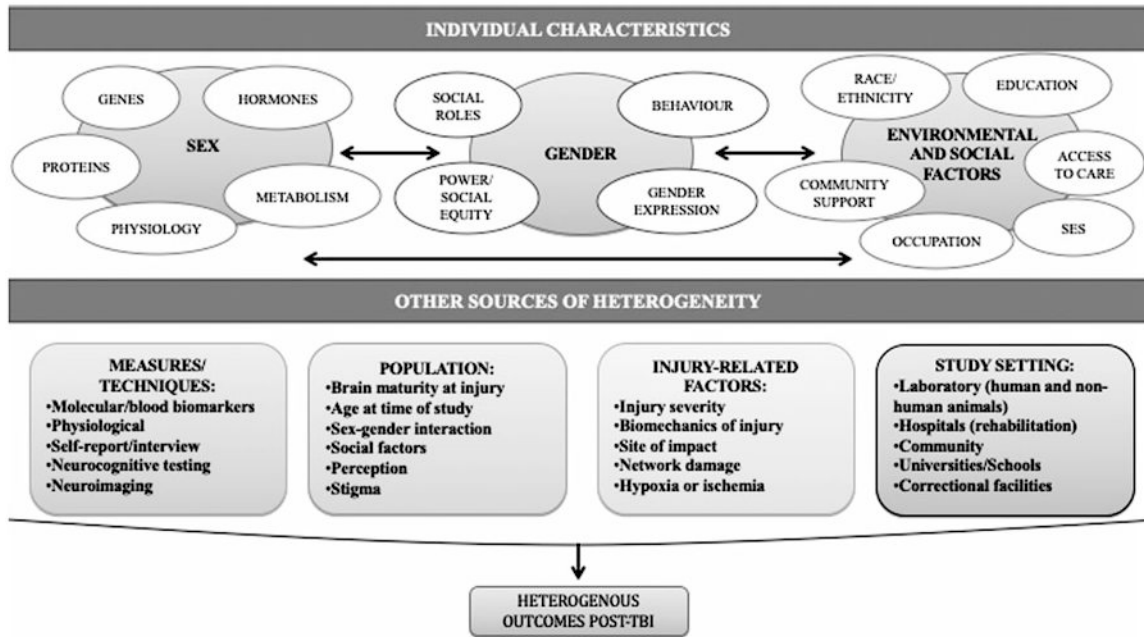 INDIVIDUAL CHARACTERISTICS
GENES
HORMONES
PROTEINS
SEX
METABOLISM
PHYSIOLOGY
SOCIAL
ROLES
BEHAVIOUR
GENDER
POWER/
SOCIAL
EQUITY
GENDER
EXPRESSION
RACE/
ETHNICITY
EDUCATION
ENVIRONMENTAL
AND SOCIAL
FACTORS
ACCESS
TO CARE
COMMUNITY
SUPPORT
OCCUPATION
SES
OTHER SOURCES OF HETEROGENEITY
MEASURES/
TECHNIQUES:
•Molecular/blood biomarkers
•Physiological
•Self-report/interview
•Neurocognitive testing
•Neuroimaging
POPULATION:
•Brain maturity at injury
•Age at time of study
•Sex-gender interaction
•Social factors
•Perception
•Stigma
INJURY-RELATED
FACTORS:
•Injury severity
•Biomechanics of injury
•Site of impact
•Network damage
•Hypoxia or ischemia
STUDY SETTING:
•Laboratory (human and non-
human animals)
•Hospitals (rehabilitation)
•Community
•Universities/Schools
•Correctional facilities
HETEROGENOUS
OUTCOMES POST-TBI